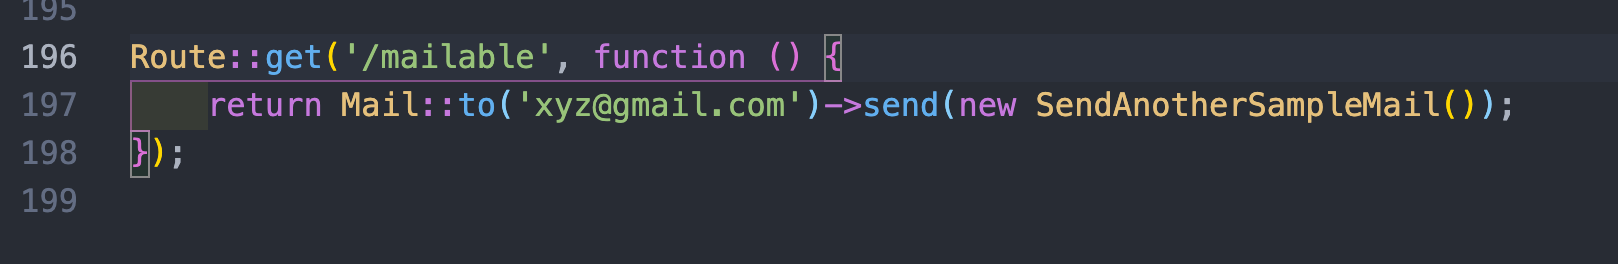 195
196 Route::get('/mailable', function () {
197 return Mail::to('xyz@gmail.com')->send(new SendAnotherSampleMail());
198 });
199